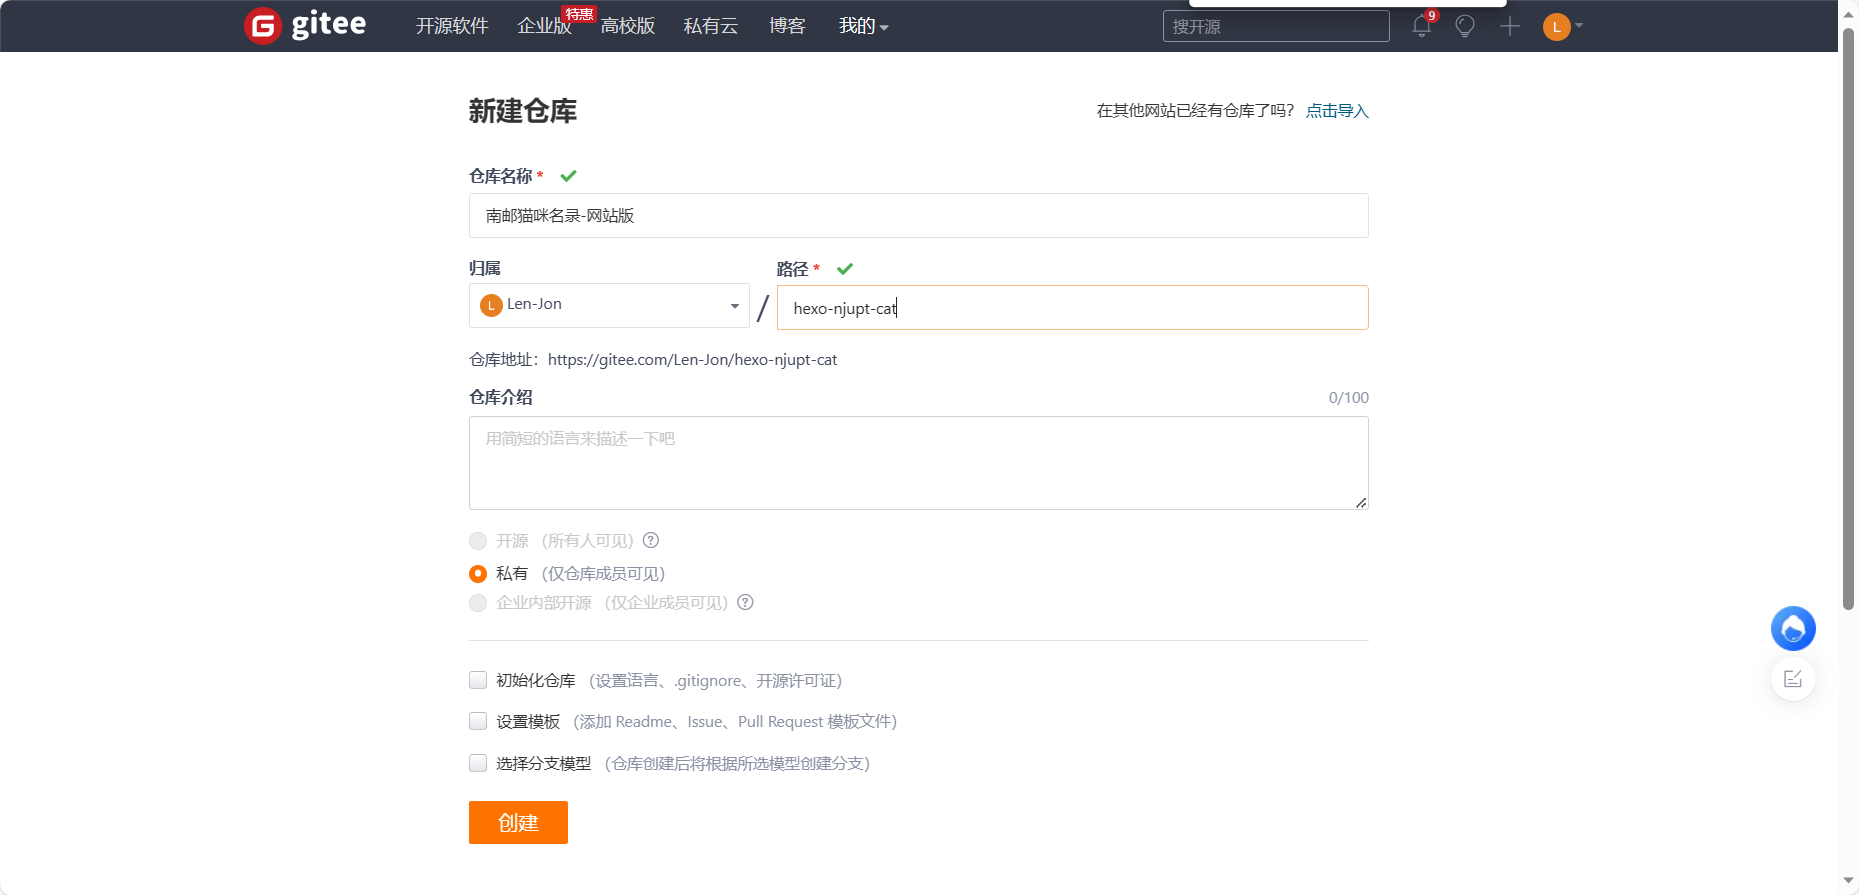 gitee 开源软件 企业版 特惠 高校版 私有云 博客 我的 搜开源 9 L
新建仓库 在其他网站已经有仓库了吗? 点击导入
仓库名称 *
南邮猫咪名录-网站版
归属 路径 *
L Len-Jon / hexo-njupt-cat
仓库地址：https://gitee.com/Len-Jon/hexo-njupt-cat
仓库介绍 0/100
用简短的语言来描述一下吧
开源 （所有人可见） ?
私有 （仅仓库成员可见）
企业内部开源 （仅企业成员可见） ?
初始化仓库 （设置语言、.gitignore、开源许可证）
设置模板 （添加 Readme、Issue、Pull Request 模板文件）
选择分支模型 （仓库创建后将根据所选模型创建分支）
创建